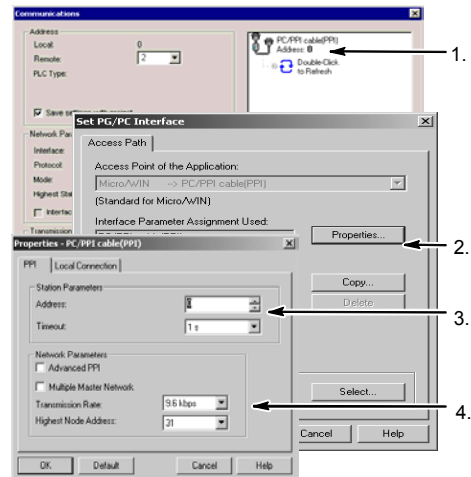 Communications
Address
Local: 0
Remote: 2
PLC Type:
Save settings with project
PC/PPI cable(PPI)
Address: 0
Double-Click
to Refresh
1.
Network Par
Interface:
Protocol:
Mode:
Highest Stat
Interfac
Transmission
Set PG/PC Interface
Access Path
Access Point of the Application:
Micro/WIN -> PC/PPI cable(PPI)
(Standard for Micro/WIN)
Interface Parameter Assignment Used:
Properties...
2.
Copy...
Delete
Select...
Cancel
Help
Properties - PC/PPI cable(PPI)
PPI
Local Connection
Station Parameters
Address:
Timeout: 1 s
3.
Network Parameters
Advanced PPI
Multiple Master Network
Transmission Rate: 9.6 kbps
Highest Node Address: 31
4.
OK
Default
Cancel
Help